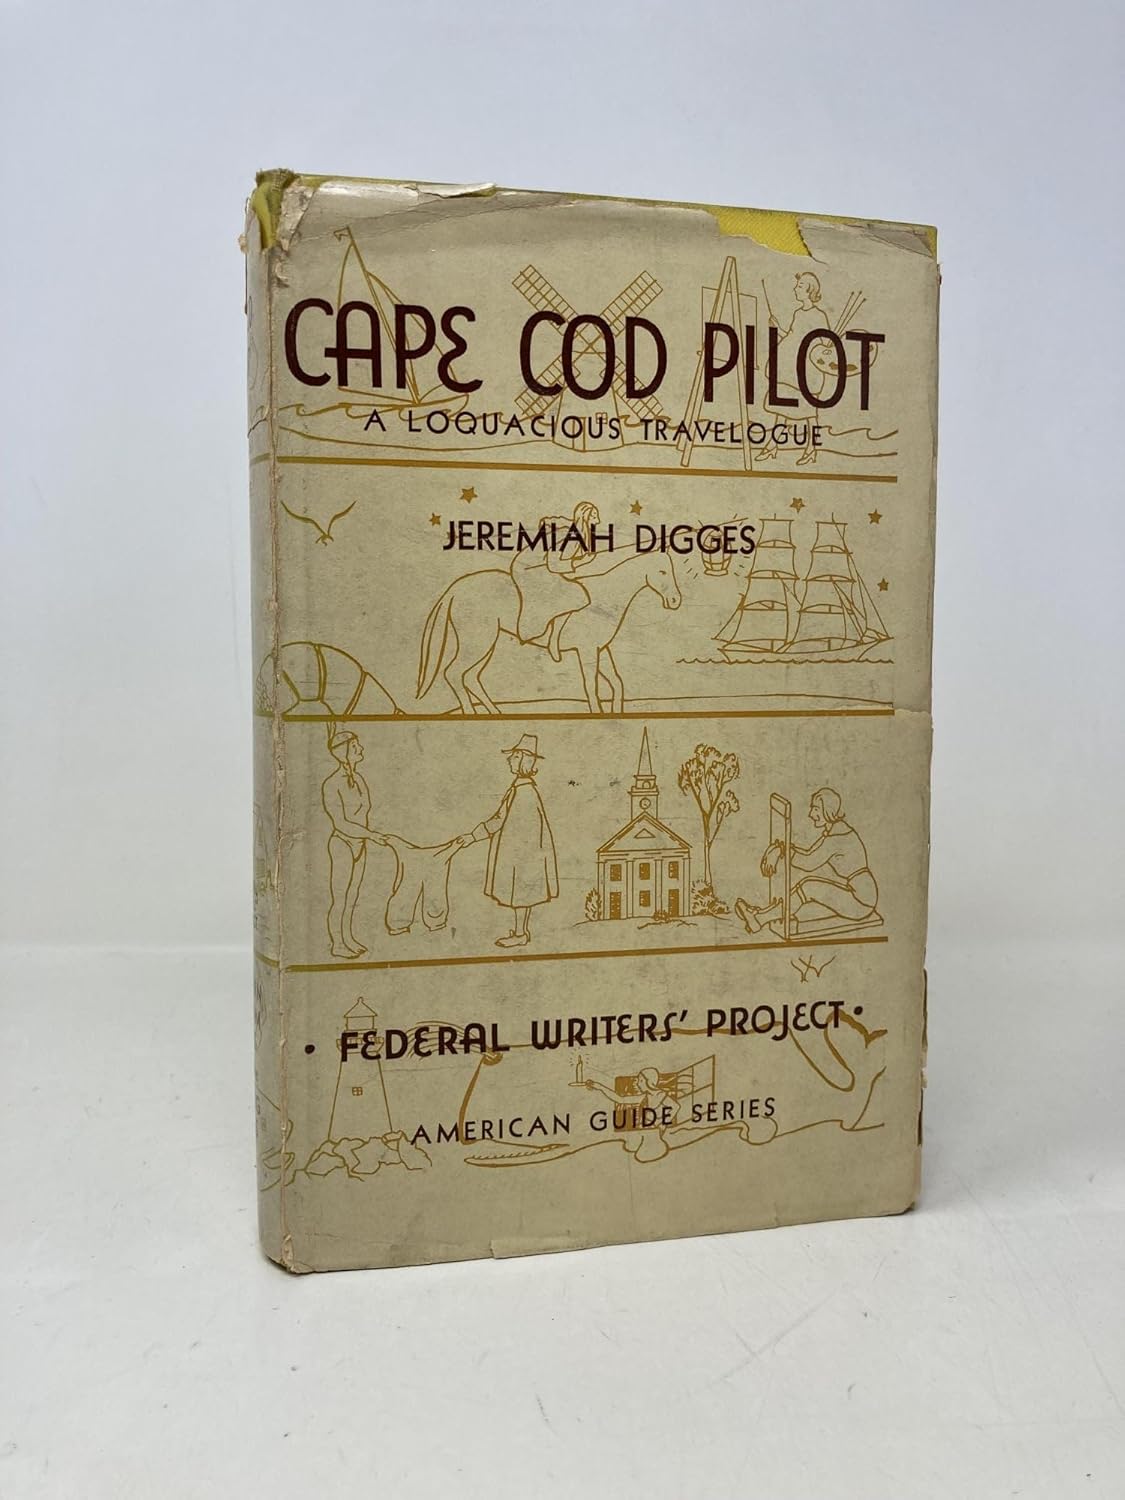 CAPE COD PILOT
A LOQUACIOUS TRAVELOGUE
JEREMIAH DIGGES
• FEDERAL WRITERS' PROJECT •
AMERICAN GUIDE SERIES